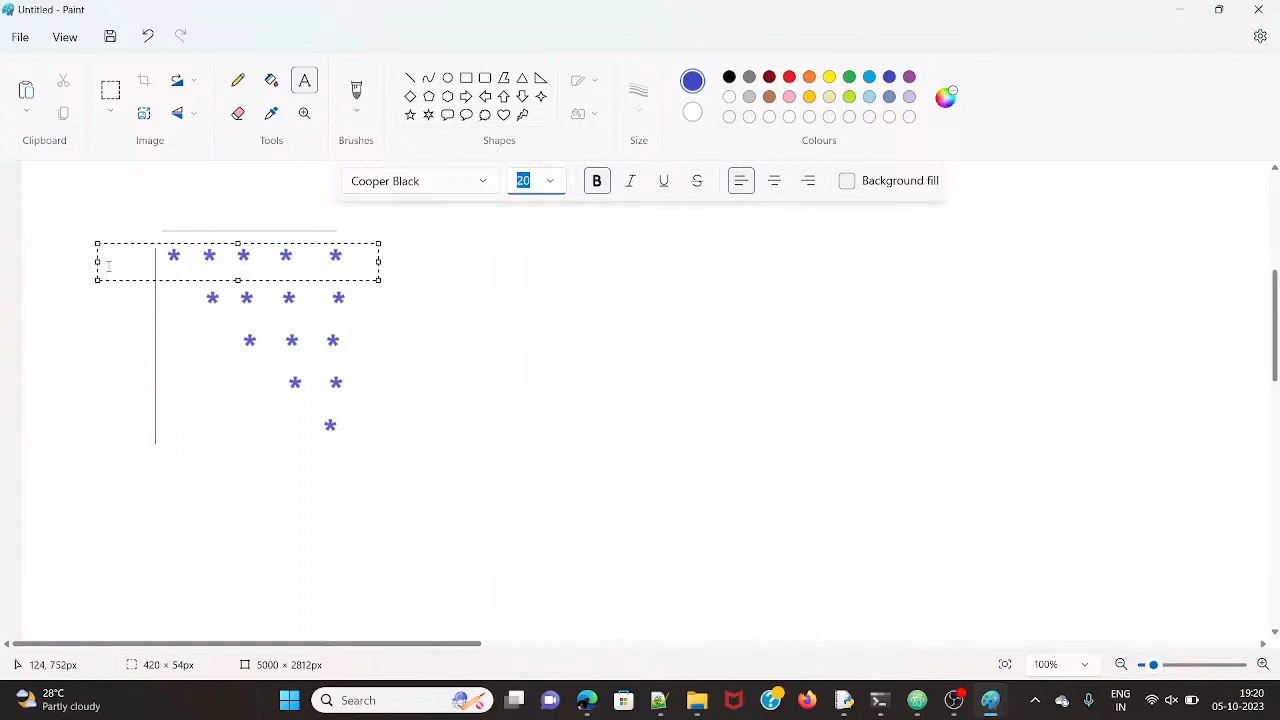 Untitled - Paint
File View
Clipboard Image Tools Brushes Shapes Size Colours
Cooper Black 20 B I U S Background fill
* * * * *
* * * *
* * *
* *
*
124, 752px 420 × 54px 5000 × 2812px 100%
28°C
Partly cloudy
Search
ENG
IN
19:20
05-10-2023